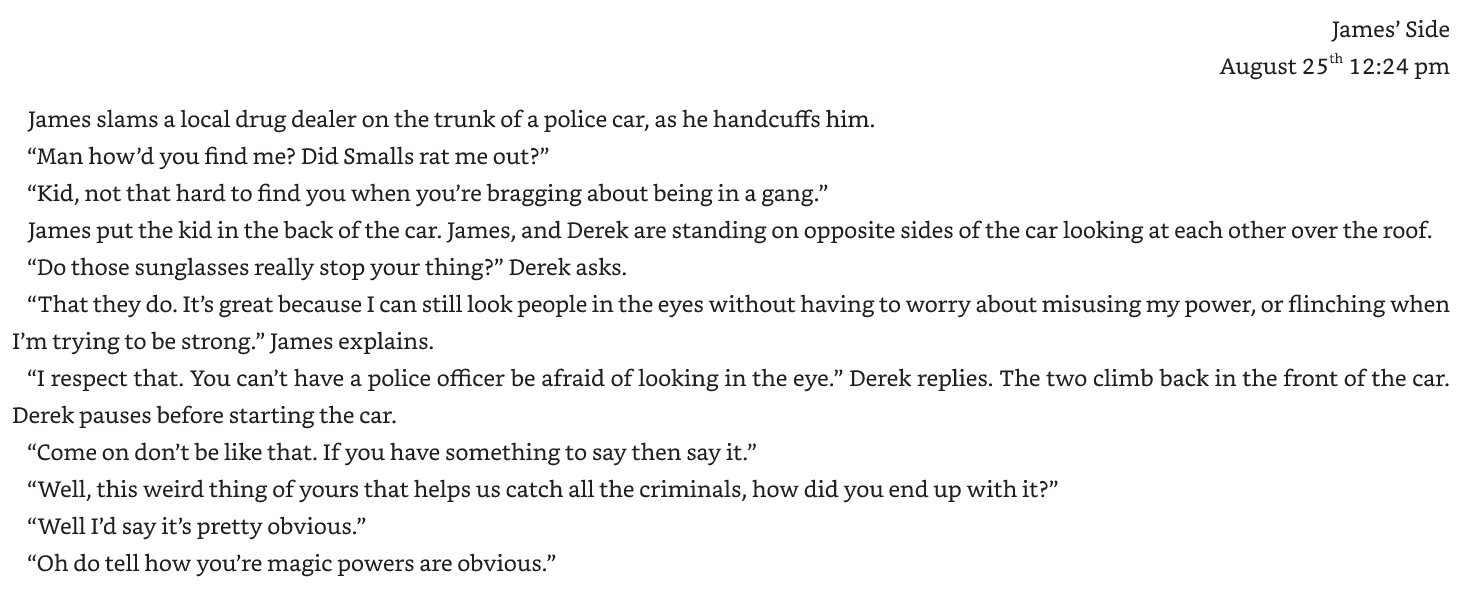 James’ Side
August 25th 12:24 pm
James slams a local drug dealer on the trunk of a police car, as he handcuffs him.
“Man how’d you find me? Did Smalls rat me out?”
“Kid, not that hard to find you when you’re bragging about being in a gang.”
James put the kid in the back of the car. James, and Derek are standing on opposite sides of the car looking at each other over the roof.
“Do those sunglasses really stop your thing?” Derek asks.
“That they do. It’s great because I can still look people in the eyes without having to worry about misusing my power, or flinching when
I’m trying to be strong.” James explains.
“I respect that. You can’t have a police officer be afraid of looking in the eye.” Derek replies. The two climb back in the front of the car.
Derek pauses before starting the car.
“Come on don’t be like that. If you have something to say then say it.”
“Well, this weird thing of yours that helps us catch all the criminals, how did you end up with it?”
“Well I’d say it’s pretty obvious.”
“Oh do tell how you’re magic powers are obvious.”